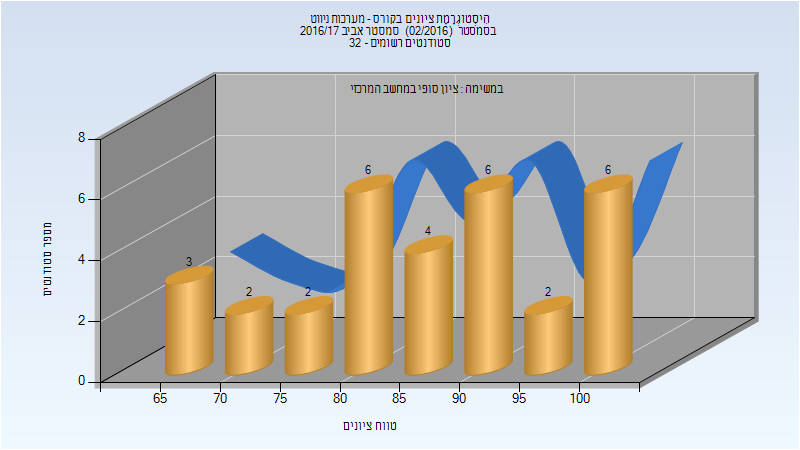 היסטוגרמת ציונים בקורס - מערכות ניווט
בסמסטר (02/2016) סמסטר אביב 2016/17
סטודנטים רשומים - 32
במשימה : ציון סופי במחשב המרכזי
8
6
4
2
0
מספר סטודנטים
3
2
2
6
4
6
2
6
65 70 75 80 85 90 95 100
טווח ציונים